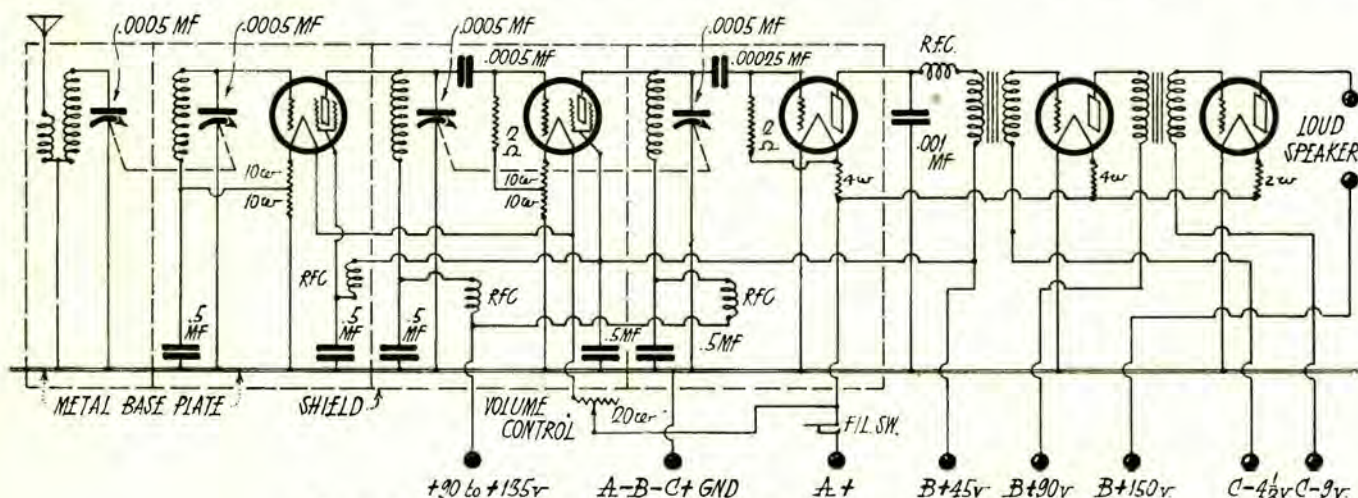 .0005 MF
.0005 MF
.0005 MF
.0005 MF
.00025 MF
R.F.C.
2
Ω
2
Ω
.001
MF
LOUD
SPEAKER
10ω
10ω
10ω
10ω
4ω
4ω
2ω
RFC
RFC
RFC
.5
MF
.5
MF
.5
MF
.5MF
.5MF
METAL BASE PLATE
SHIELD
VOLUME
CONTROL
20ω
FIL. SW.
+90 to +135v
A-B-C+ GND
A+
B+45v
B+90v
B+150v
C-4½v
C-9v